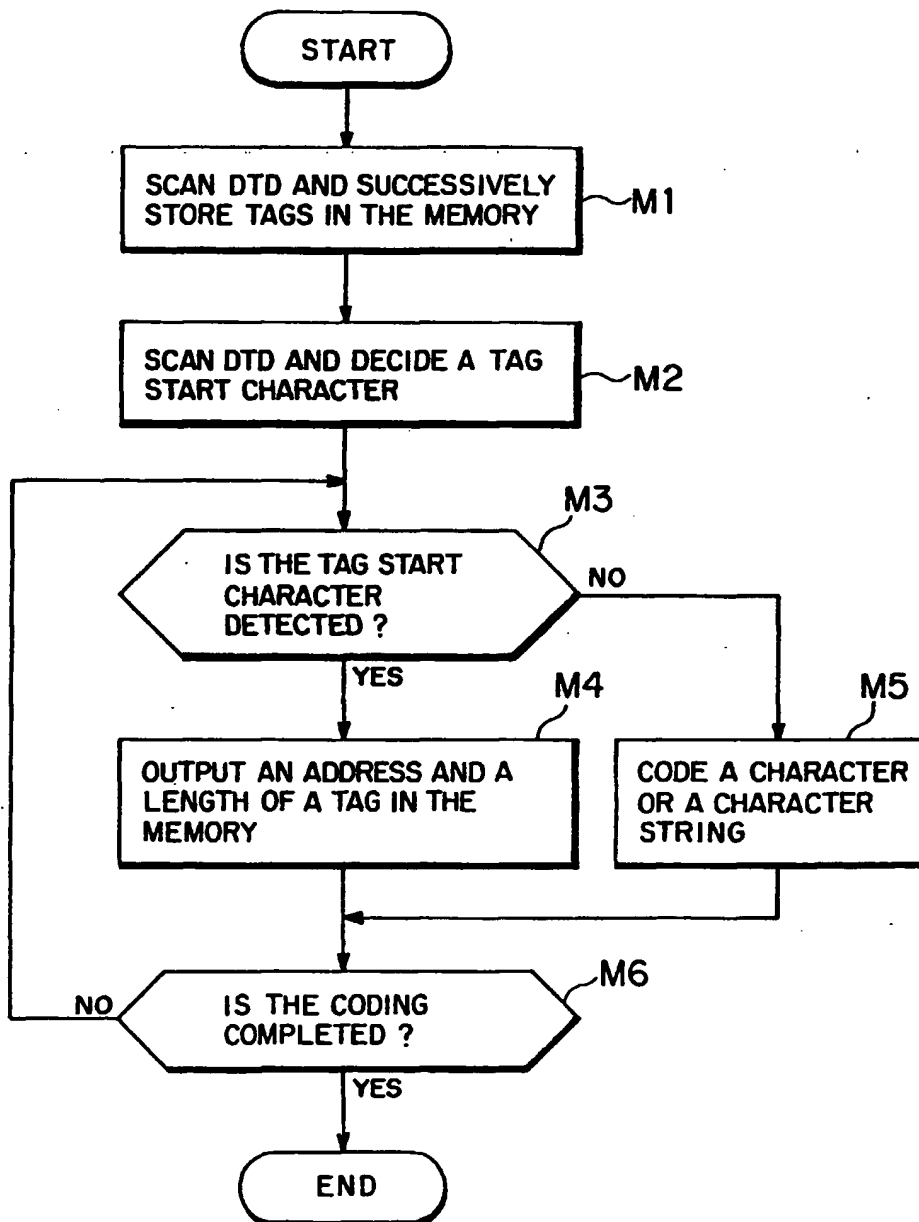 START
SCAN DTD AND SUCCESSIVELY
STORE TAGS IN THE MEMORY
M1
SCAN DTD AND DECIDE A TAG
START CHARACTER
M2
M3
IS THE TAG START
CHARACTER
DETECTED ?
NO
YES
M4
OUTPUT AN ADDRESS AND A
LENGTH OF A TAG IN THE
MEMORY
M5
CODE A CHARACTER
OR A CHARACTER
STRING
M6
IS THE CODING
COMPLETED ?
NO
YES
END